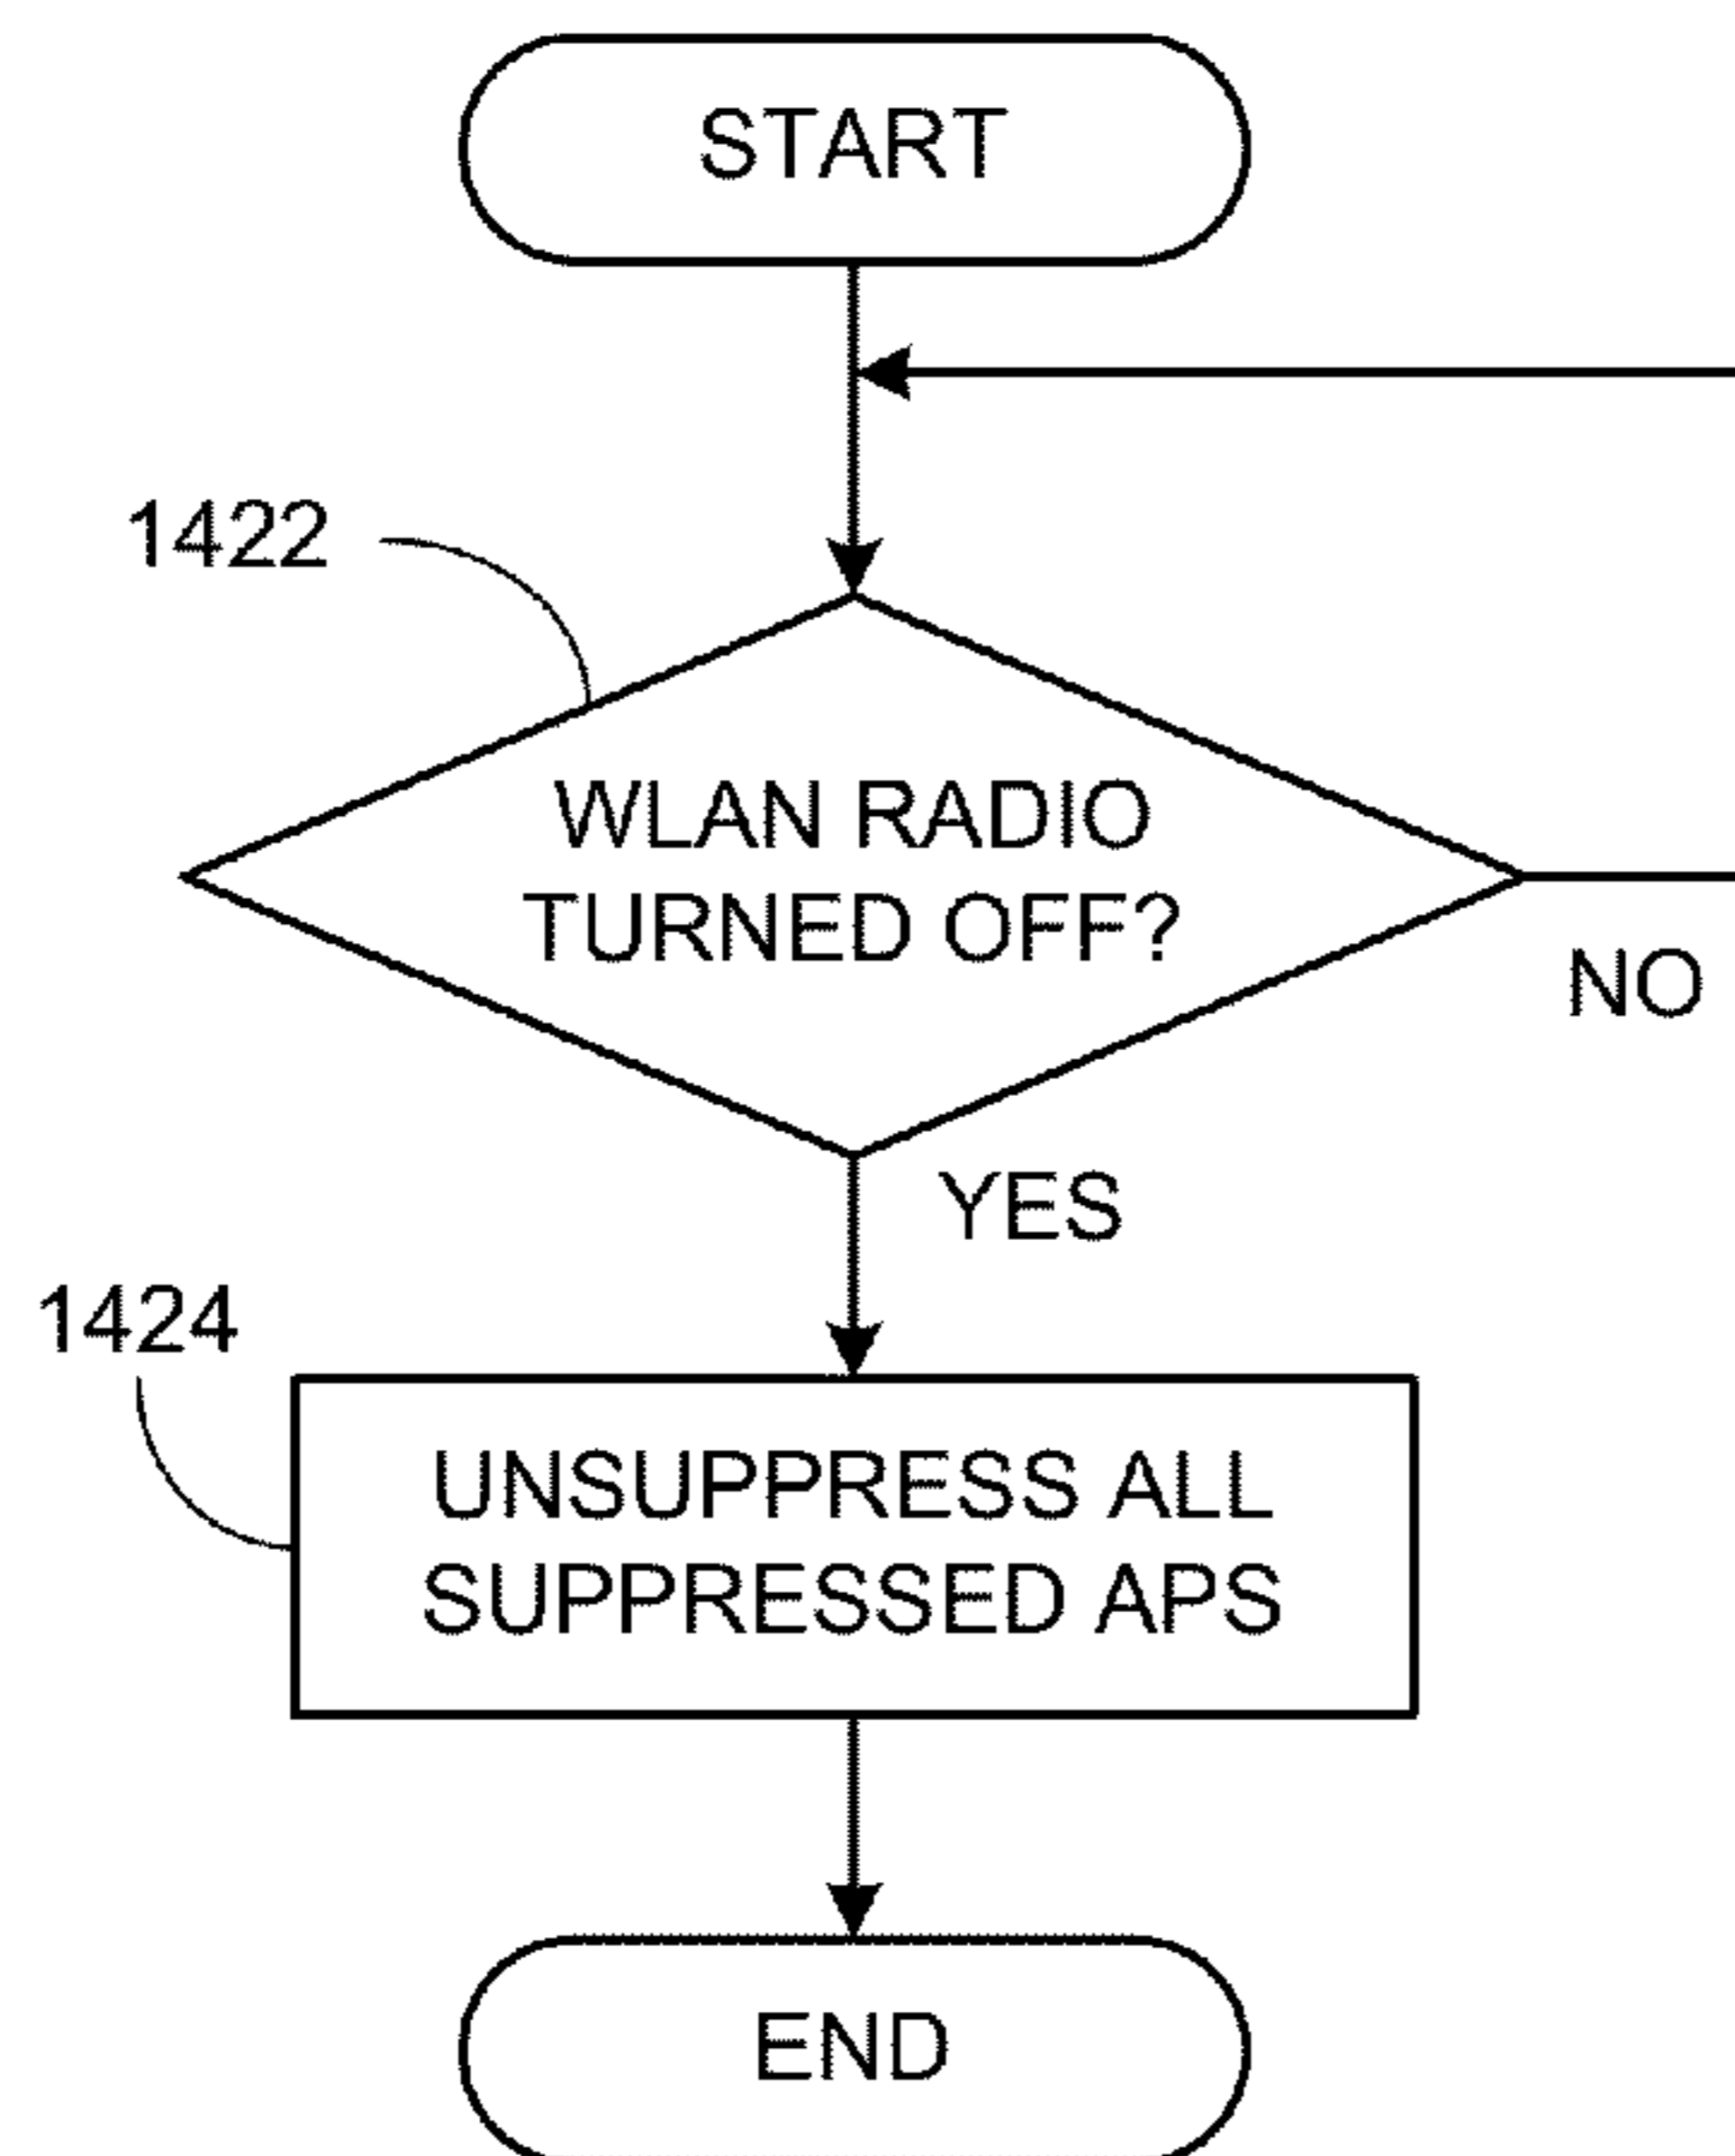 START
1422
WLAN RADIO
TURNED OFF?
NO
YES
1424
UNSUPPRESS ALL
SUPPRESSED APS
END